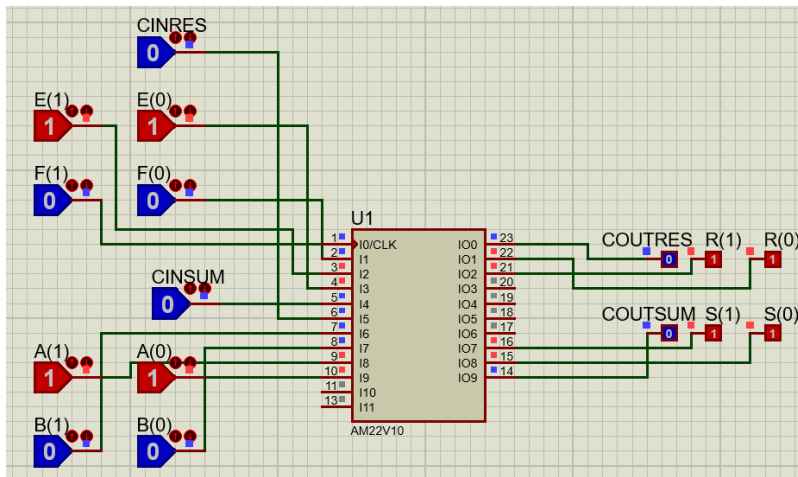 CINRES
0
E(1) E(0)
1 1
F(1) F(0)
0 0
CINSUM
0
A(1) A(0)
1 1
B(1) B(0)
0 0
U1
1 I0/CLK IO0 23
2 I1 IO1 22
3 I2 IO2 21
4 I3 IO3 20
5 I4 IO4 19
6 I5 IO5 18
7 I6 IO6 17
8 I7 IO7 16
9 I8 IO8 15
10 I9 IO9 14
11 I10
13 I11
AM22V10
COUTRES R(1) R(0)
0 1 1
COUTSUM S(1) S(0)
0 1 1